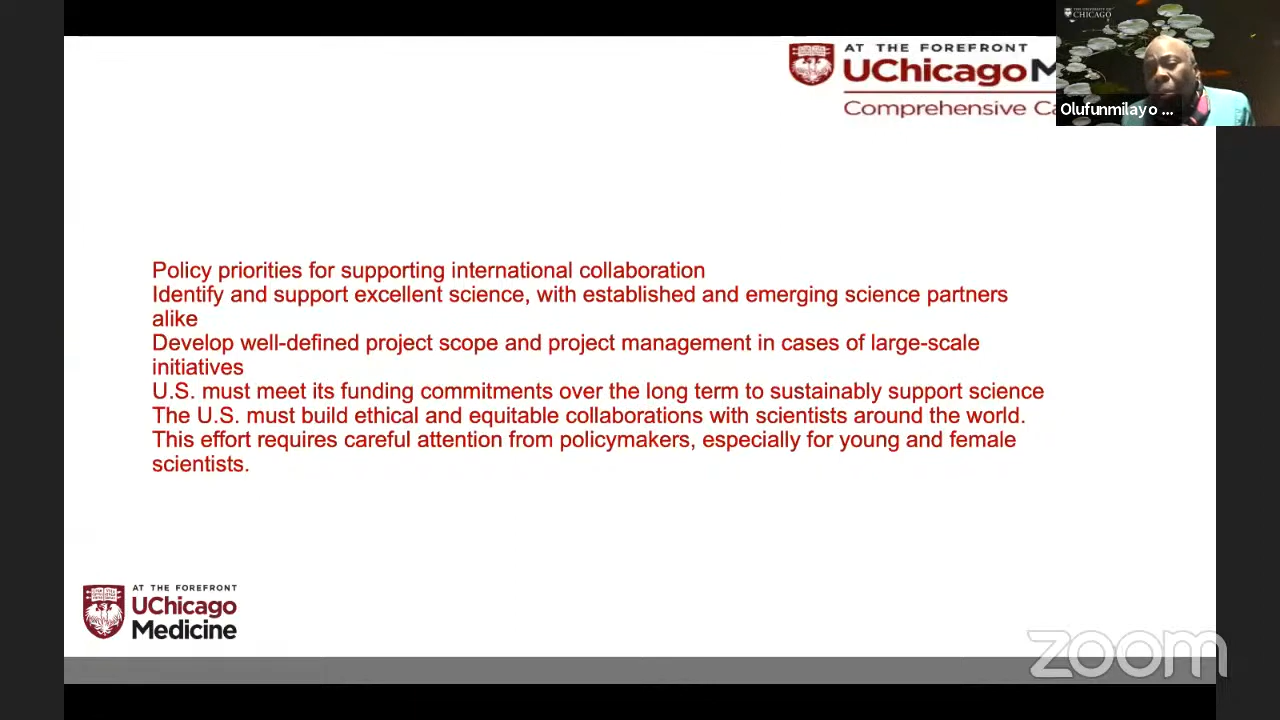 THE UNIVERSITY OF
CHICAGO
AT THE FOREFRONT
UChicago
Comprehensive
Olufunmilayo ...
Policy priorities for supporting international collaboration
Identify and support excellent science, with established and emerging science partners
alike
Develop well-defined project scope and project management in cases of large-scale
initiatives
U.S. must meet its funding commitments over the long term to sustainably support science
The U.S. must build ethical and equitable collaborations with scientists around the world.
This effort requires careful attention from policymakers, especially for young and female
scientists.
AT THE FOREFRONT
UChicago
Medicine
zoom